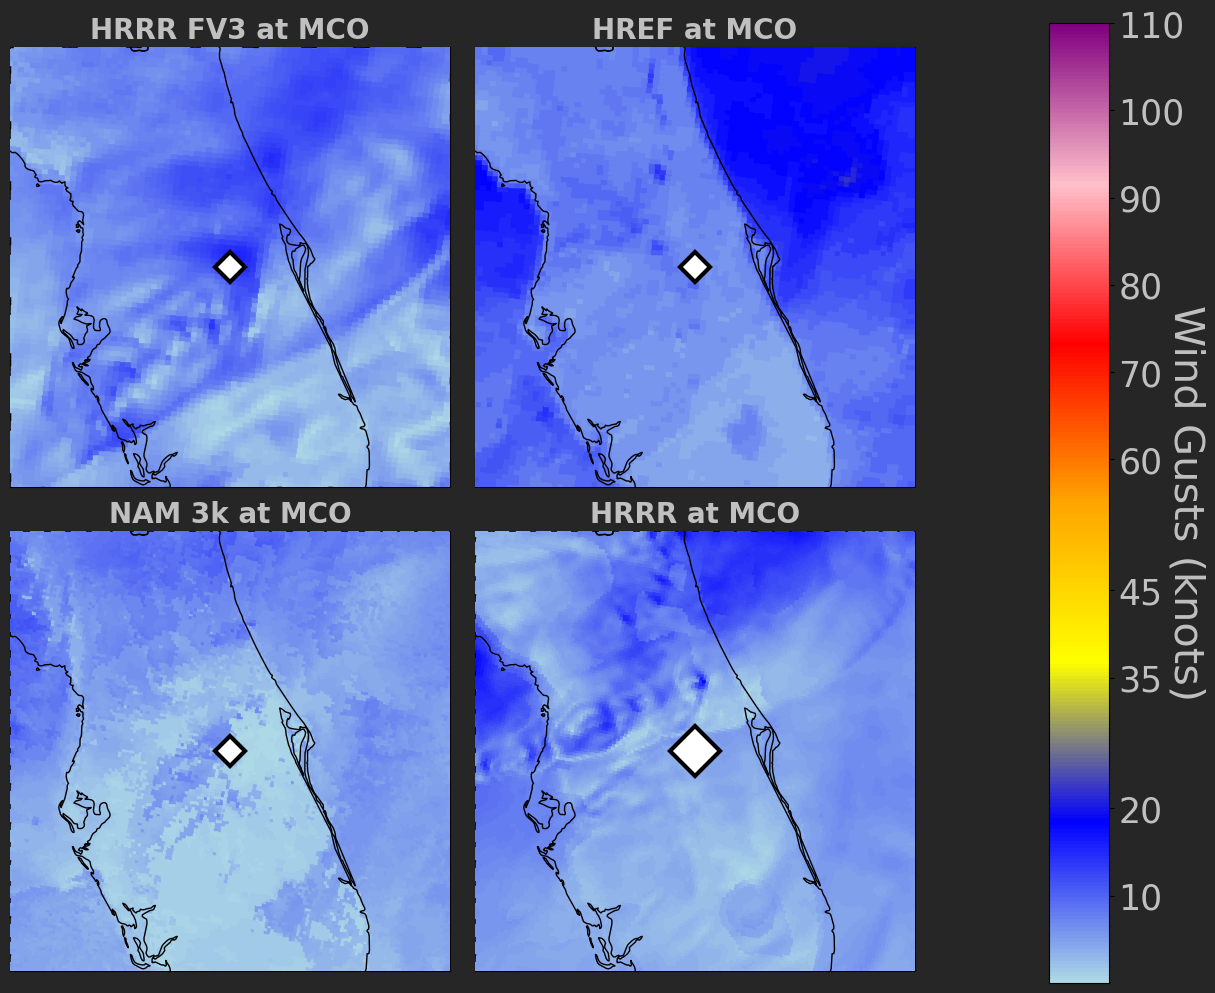 HRRR FV3 at MCO
HREF at MCO
NAM 3k at MCO
HRRR at MCO
110
100
90
80
70
60
45
35
20
10
Wind Gusts (knots)